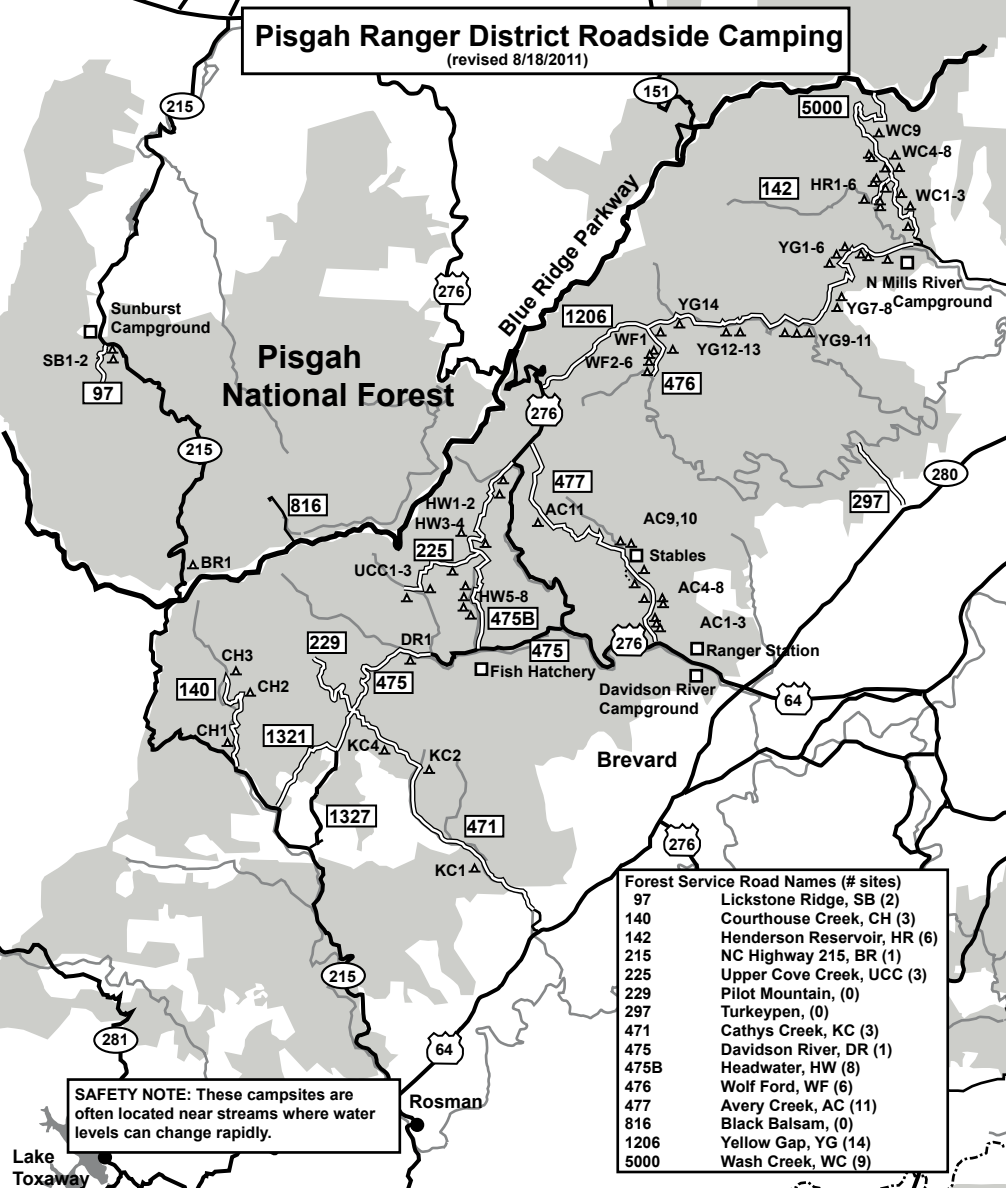 Pisgah Ranger District Roadside Camping
(revised 8/18/2011)
215
151
5000
WC9
WC4-8
142
HR1-6
WC1-3
YG1-6
N Mills River
Campground
276
Blue Ridge Parkway
Sunburst
Campground
1206
YG14
YG7-8
WF1
YG12-13
YG9-11
SB1-2
Pisgah
National Forest
WF2-6
97
476
276
215
477
280
816
HW1-2
297
AC11
HW3-4
AC9,10
225
Stables
BR1
UCC1-3
HW5-8
AC4-8
475B
AC1-3
229
DR1
475
276
Ranger Station
CH3
475
Fish Hatchery
140
CH2
Davidson River
Campground
64
CH1
1321
KC4
KC2
Brevard
1327
471
276
KC1
Forest Service Road Names (# sites)
97 Lickstone Ridge, SB (2)
140 Courthouse Creek, CH (3)
142 Henderson Reservoir, HR (6)
215 NC Highway 215, BR (1)
225 Upper Cove Creek, UCC (3)
229 Pilot Mountain, (0)
297 Turkeypen, (0)
471 Cathys Creek, KC (3)
475 Davidson River, DR (1)
475B Headwater, HW (8)
476 Wolf Ford, WF (6)
477 Avery Creek, AC (11)
816 Black Balsam, (0)
1206 Yellow Gap, YG (14)
5000 Wash Creek, WC (9)
215
281
64
SAFETY NOTE: These campsites are
often located near streams where water
levels can change rapidly.
Rosman
Lake
Toxaway